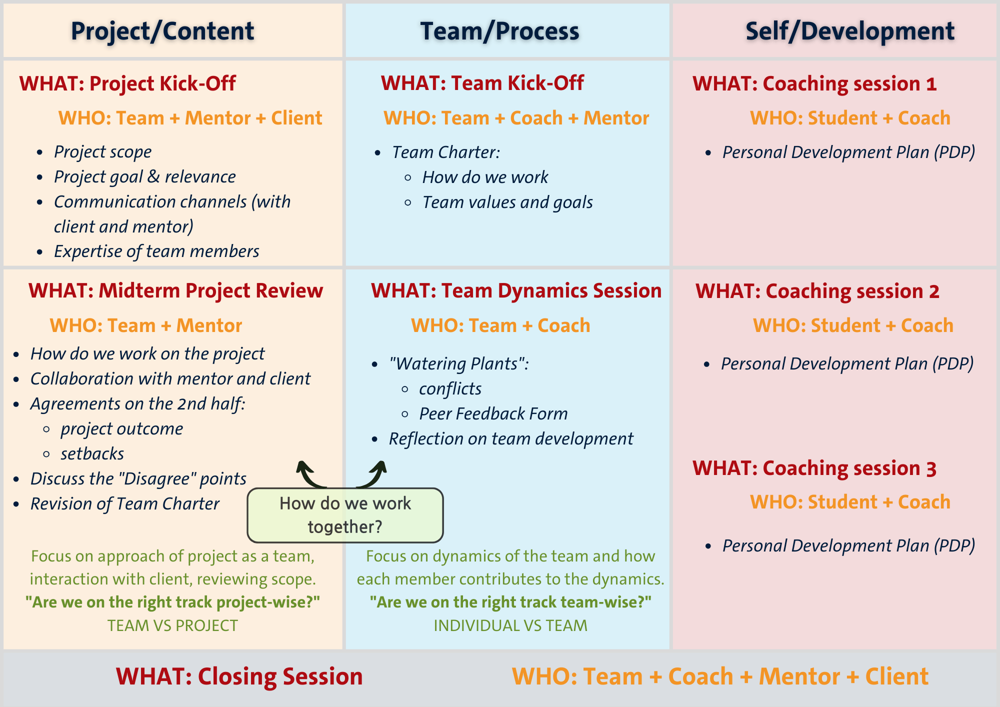 Project/Content
Team/Process
Self/Development
WHAT: Project Kick-Off
WHO: Team + Mentor + Client
• Project scope
• Project goal & relevance
• Communication channels (with
client and mentor)
• Expertise of team members
WHAT: Team Kick-Off
WHO: Team + Coach + Mentor
• Team Charter:
◦ How do we work
◦ Team values and goals
WHAT: Coaching session 1
WHO: Student + Coach
• Personal Development Plan (PDP)
WHAT: Midterm Project Review
WHO: Team + Mentor
• How do we work on the project
• Collaboration with mentor and client
• Agreements on the 2nd half:
◦ project outcome
◦ setbacks
• Discuss the "Disagree" points
• Revision of Team Charter
Focus on approach of project as a team,
interaction with client, reviewing scope.
"Are we on the right track project-wise?"
TEAM VS PROJECT
WHAT: Team Dynamics Session
WHO: Team + Coach
• "Watering Plants":
◦ conflicts
◦ Peer Feedback Form
• Reflection on team development
How do we work
together?
Focus on dynamics of the team and how
each member contributes to the dynamics.
"Are we on the right track team-wise?"
INDIVIDUAL VS TEAM
WHAT: Coaching session 2
WHO: Student + Coach
• Personal Development Plan (PDP)
WHAT: Coaching session 3
WHO: Student + Coach
• Personal Development Plan (PDP)
WHAT: Closing Session
WHO: Team + Coach + Mentor + Client